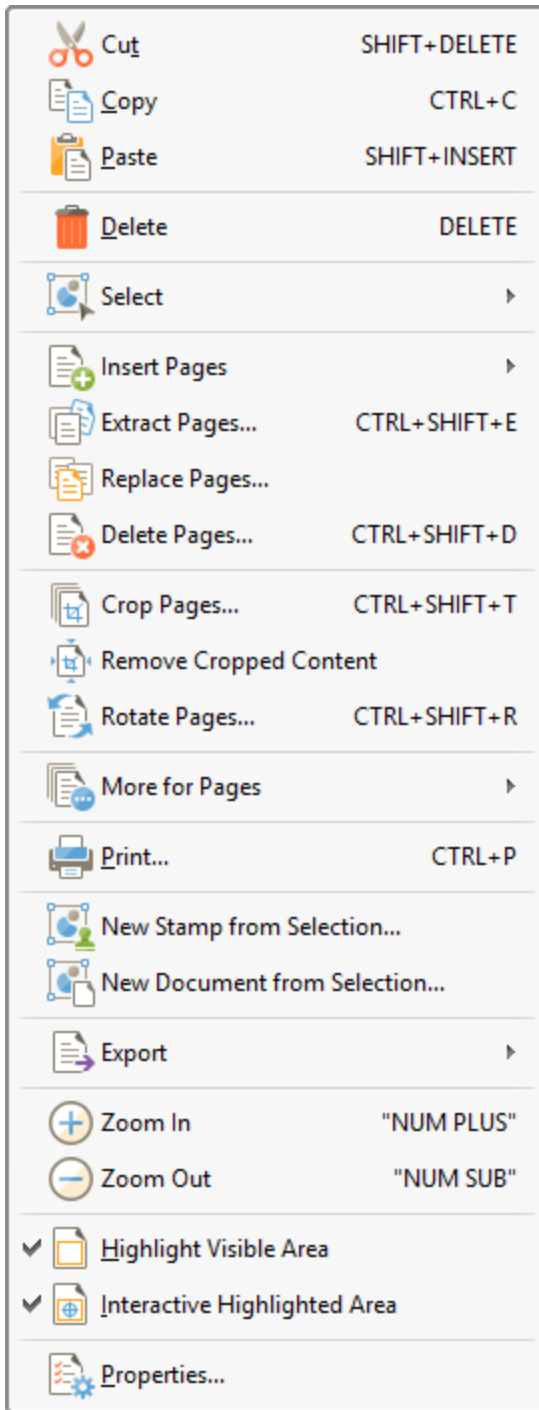 Cut SHIFT+DELETE
Copy CTRL+C
Paste SHIFT+INSERT
Delete DELETE
Select
Insert Pages
Extract Pages... CTRL+SHIFT+E
Replace Pages...
Delete Pages... CTRL+SHIFT+D
Crop Pages... CTRL+SHIFT+T
Remove Cropped Content
Rotate Pages... CTRL+SHIFT+R
More for Pages
Print... CTRL+P
New Stamp from Selection...
New Document from Selection...
Export
Zoom In "NUM PLUS"
Zoom Out "NUM SUB"
Highlight Visible Area
Interactive Highlighted Area
Properties...